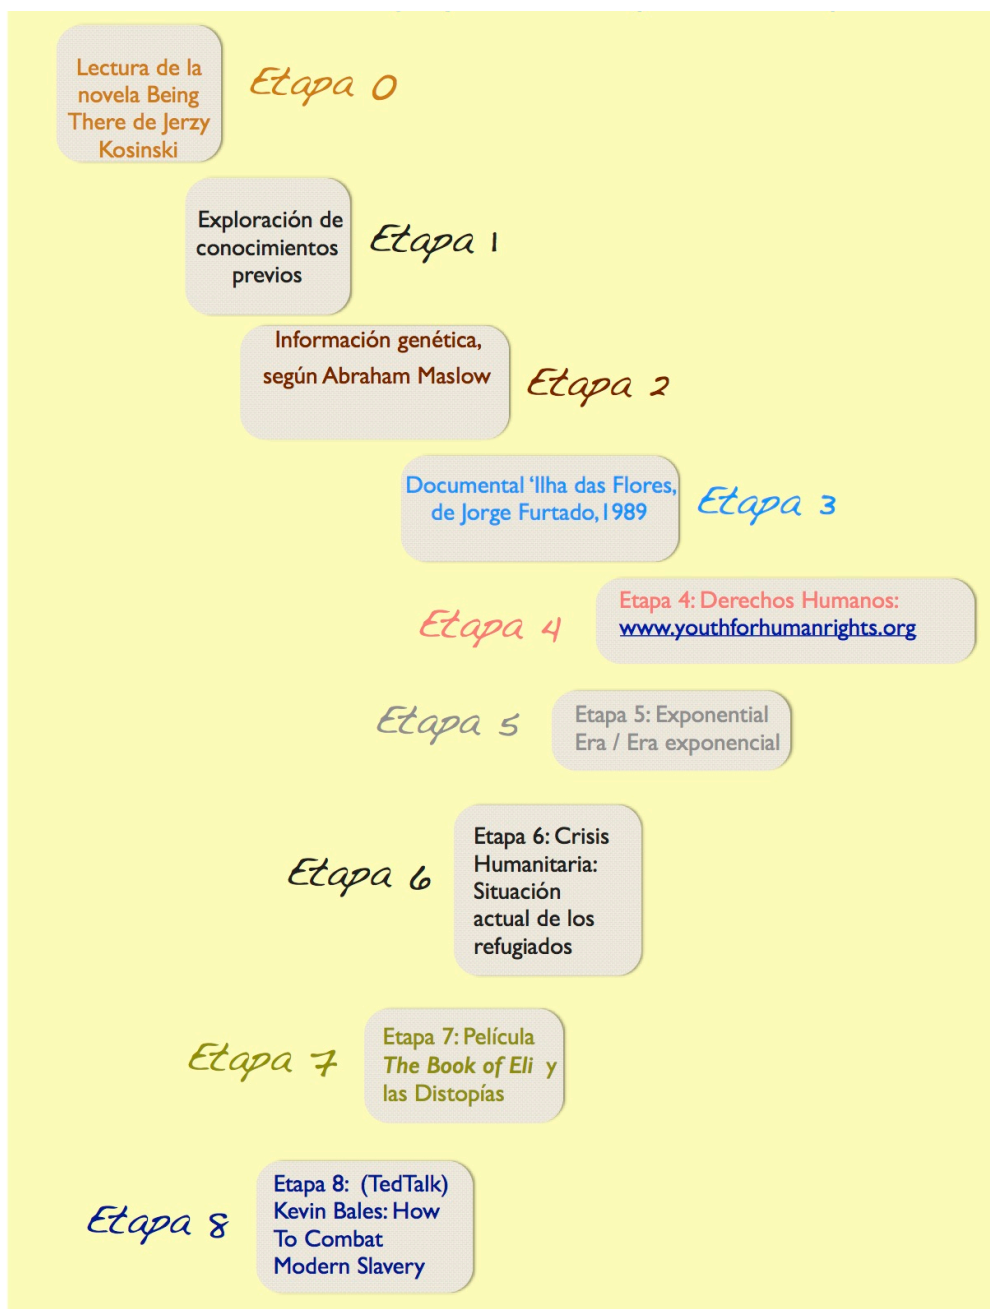 Lectura de la
novela Being
There de Jerzy
Kosinski
Etapa 0
Exploración de
conocimientos
previos
Etapa 1
Información genética,
según Abraham Maslow
Etapa 2
Documental ‘Ilha das Flores,
de Jorge Furtado,1989
Etapa 3
Etapa 4
Etapa 4: Derechos Humanos:
www.youthforhumanrights.org
Etapa 5
Etapa 5: Exponential
Era / Era exponencial
Etapa 6
Etapa 6: Crisis
Humanitaria:
Situación
actual de los
refugiados
Etapa 7
Etapa 7: Película
The Book of Eli y
las Distopías
Etapa 8
Etapa 8: (TedTalk)
Kevin Bales: How
To Combat
Modern Slavery